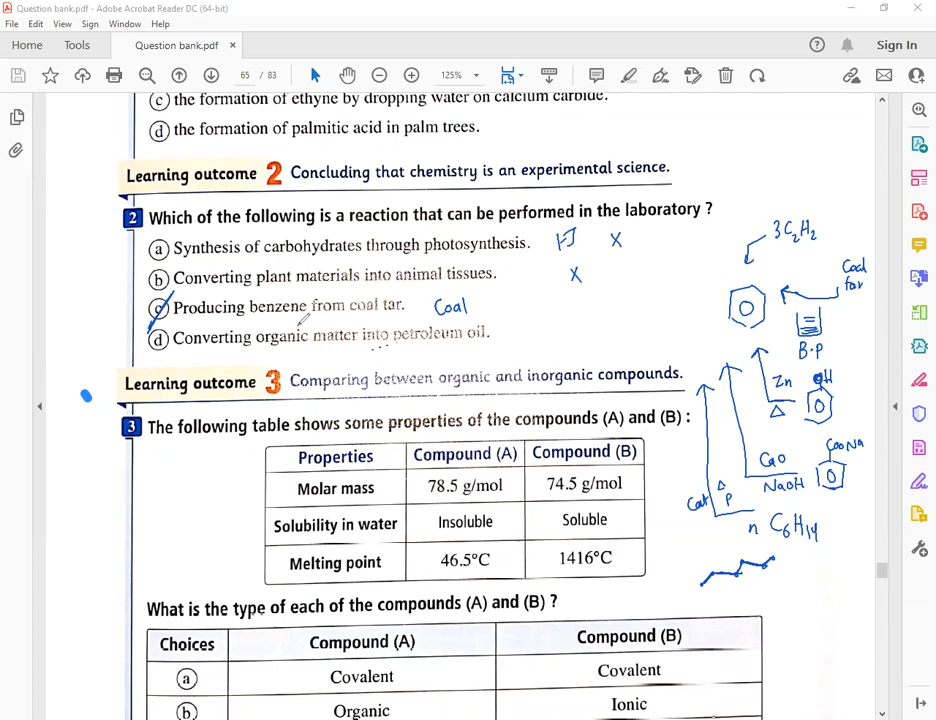 Question bank.pdf - Adobe Acrobat Reader DC (64-bit)
File Edit View Sign Window Help
Home Tools Question bank.pdf × Sign In
65 / 83 125%
ⓒ the formation of ethyne by dropping water on calcium carbide.
ⓓ the formation of palmitic acid in palm trees.
Learning outcome 2 Concluding that chemistry is an experimental science.
2 Which of the following is a reaction that can be performed in the laboratory ?
ⓐ Synthesis of carbohydrates through photosynthesis. X
ⓑ Converting plant materials into animal tissues. X
ⓒ Producing benzene from coal tar. Coal
ⓓ Converting organic matter into petroleum oil.
3C2H2
Coal
tar
B.P
Zn OH
Δ
CaO COONa
NaOH
Cat Δ P
n C6H14
Learning outcome 3 Comparing between organic and inorganic compounds.
3 The following table shows some properties of the compounds (A) and (B) :
Properties Compound (A) Compound (B)
Molar mass 78.5 g/mol 74.5 g/mol
Solubility in water Insoluble Soluble
Melting point 46.5°C 1416°C
What is the type of each of the compounds (A) and (B) ?
Choices Compound (A) Compound (B)
ⓐ Covalent Covalent
ⓑ Organic Ionic